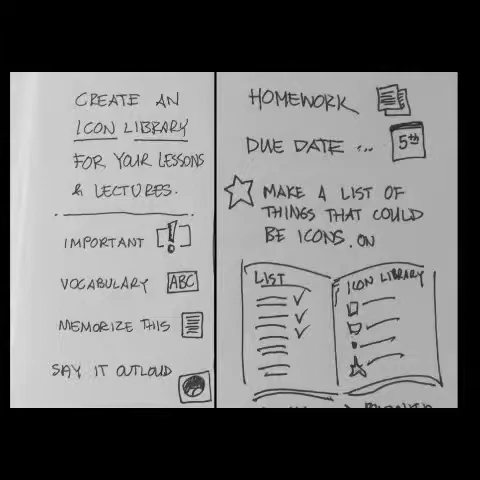 CREATE AN
ICON LIBRARY
FOR YOUR LESSONS
& LECTURES.
IMPORTANT [!]
VOCABULARY ABC
MEMORIZE THIS
SAY IT OUTLOUD
HOMEWORK
DUE DATE ... 5th
MAKE A LIST OF
THINGS THAT COULD
BE ICONS. ON
LIST
ICON LIBRARY